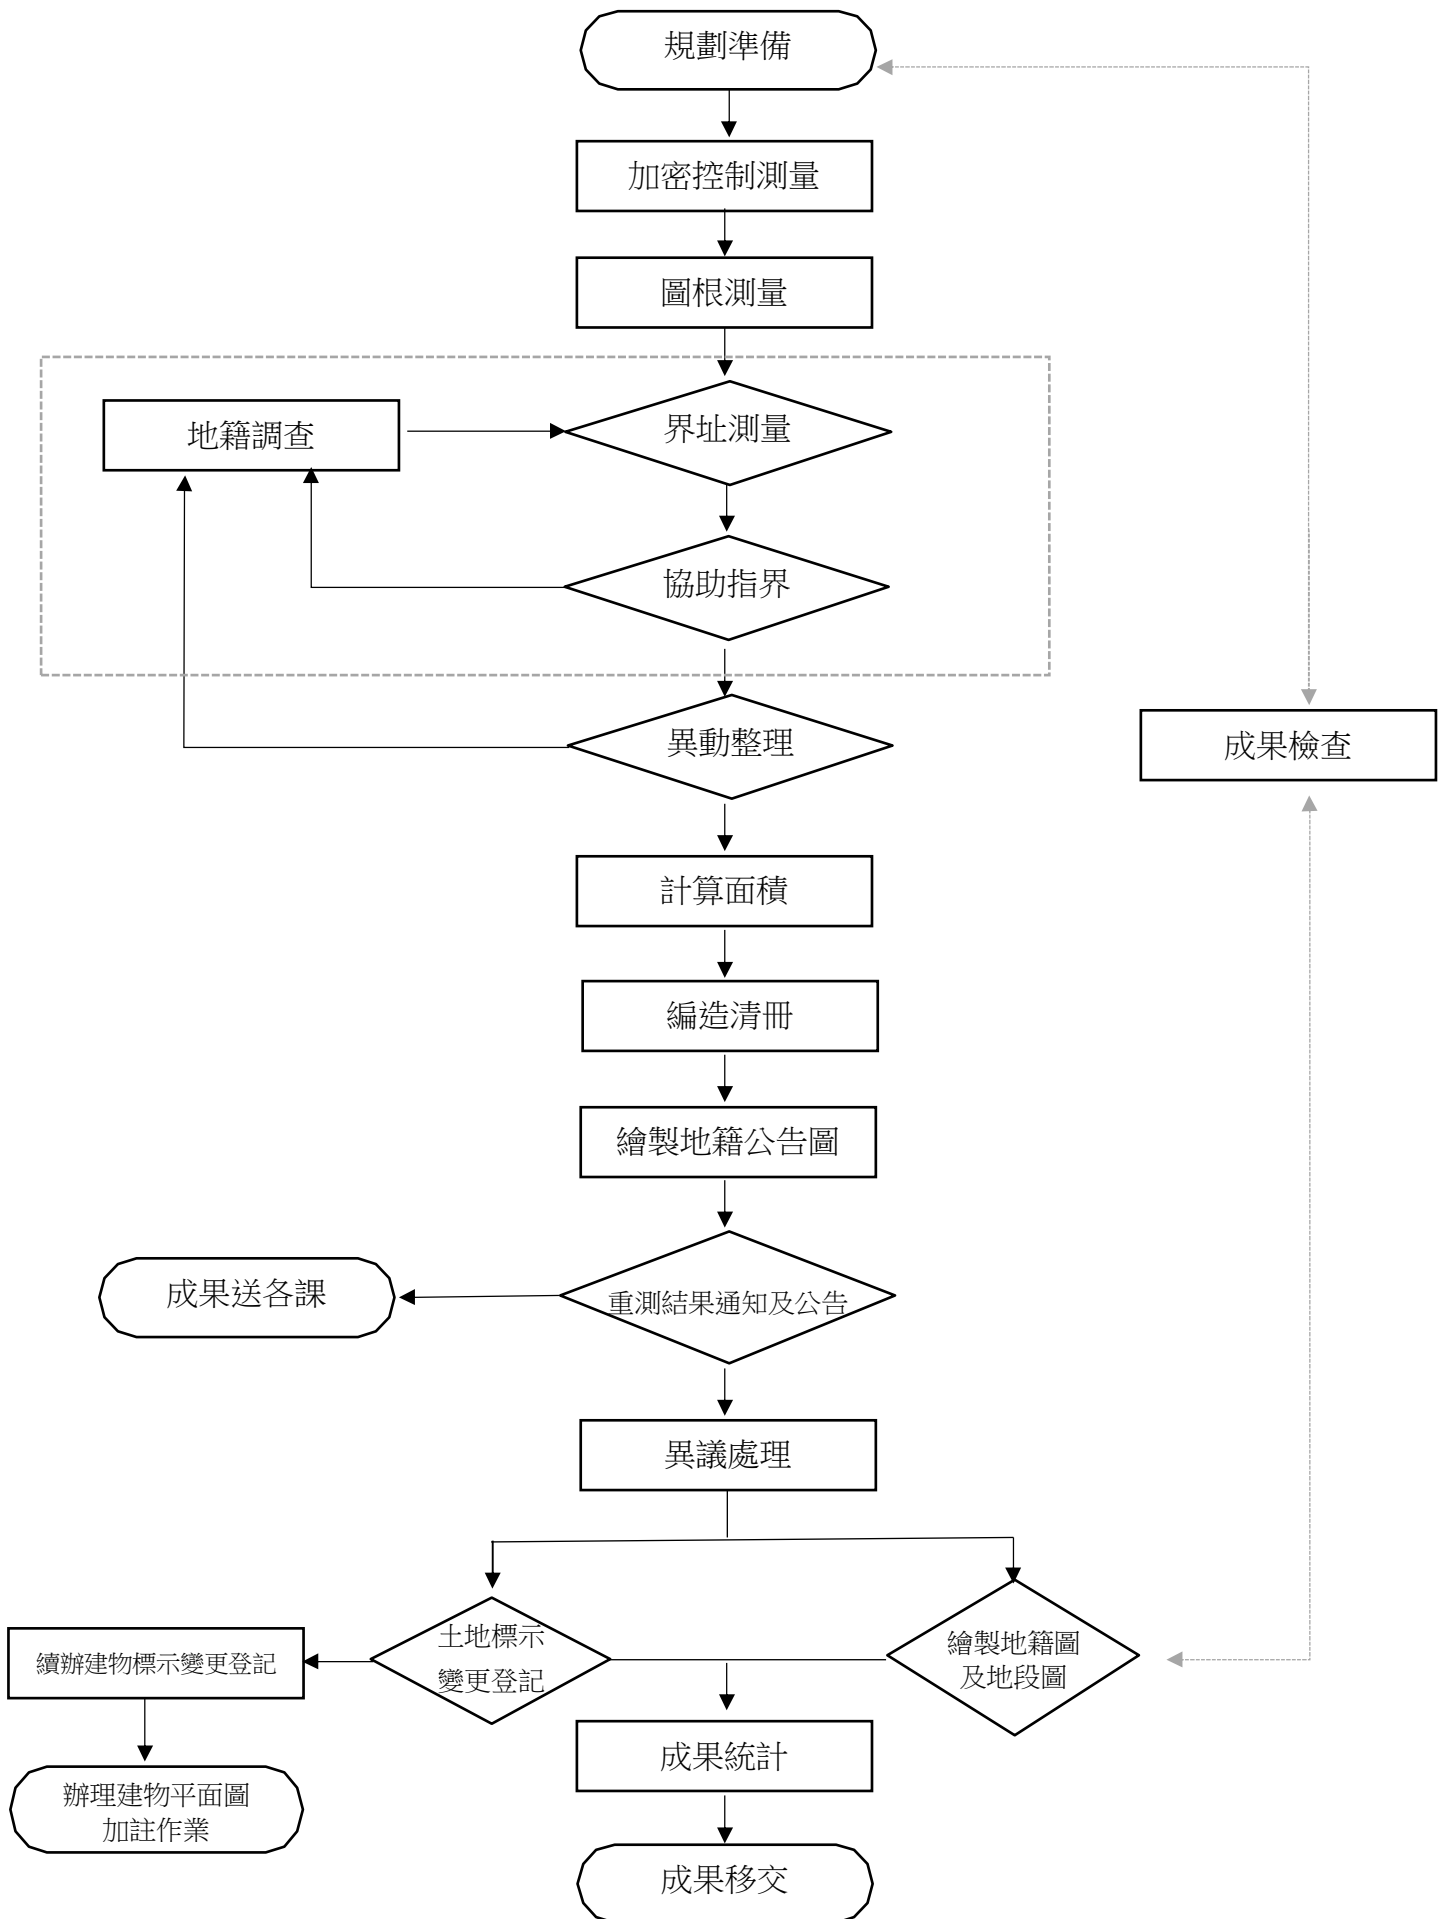 規劃準備
加密控制測量
圖根測量
地籍調查
界址測量
協助指界
異動整理
成果檢查
計算面積
編造清冊
繪製地籍公告圖
成果送各課
重測結果通知及公告
異議處理
土地標示
變更登記
繪製地籍圖
及地段圖
續辦建物標示變更登記
成果統計
辦理建物平面圖
加註作業
成果移交